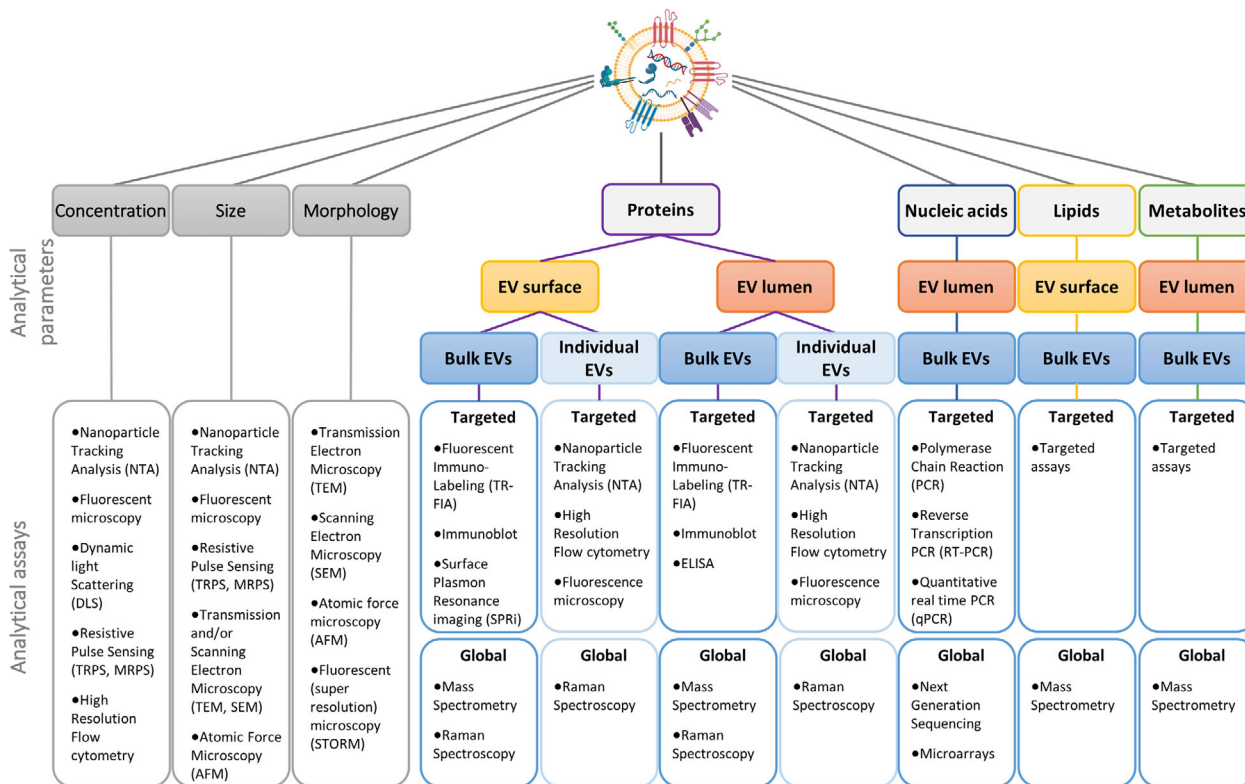 Concentration
Size
Morphology
Proteins
Nucleic acids
Lipids
Metabolites
Analytical
parameters
EV surface
EV lumen
EV lumen
EV surface
EV lumen
Bulk EVs
Individual
EVs
Bulk EVs
Individual
EVs
Bulk EVs
Bulk EVs
Bulk EVs
Analytical assays
●Nanoparticle
Tracking
Analysis (NTA)
●Fluorescent
microscopy
●Dynamic
light
Scattering
(DLS)
●Resistive
Pulse Sensing
(TRPS, MRPS)
●High
Resolution
Flow
cytometry
●Nanoparticle
Tracking
Analysis (NTA)
●Fluorescent
microscopy
●Resistive
Pulse Sensing
(TRPS, MRPS)
●Transmission
and/or
Scanning
Electron
Microscopy
(TEM, SEM)
●Atomic Force
Microscopy
(AFM)
●Transmission
Electron
Microscopy
(TEM)
●Scanning
Electron
Microscopy
(SEM)
●Atomic force
microscopy
(AFM)
●Fluorescent
(super
resolution)
microscopy
(STORM)
Targeted
●Fluorescent
Immuno-
Labeling (TR-
FIA)
●Immunoblot
●Surface
Plasmon
Resonance
imaging (SPRi)
Targeted
●Nanoparticle
Tracking
Analysis (NTA)
●High
Resolution
Flow cytometry
●Fluorescence
microscopy
Targeted
●Fluorescent
Immuno-
Labeling (TR-
FIA)
●Immunoblot
●ELISA
Targeted
●Nanoparticle
Tracking
Analysis (NTA)
●High
Resolution
Flow cytometry
●Fluorescence
microscopy
Targeted
●Polymerase
Chain Reaction
(PCR)
●Reverse
Transcription
PCR (RT-PCR)
●Quantitative
real time PCR
(qPCR)
Targeted
●Targeted
assays
Targeted
●Targeted
assays
Global
●Mass
Spectrometry
●Raman
Spectroscopy
Global
●Raman
Spectroscopy
Global
●Mass
Spectrometry
●Raman
Spectroscopy
Global
●Raman
Spectroscopy
Global
●Next
Generation
Sequencing
●Microarrays
Global
●Mass
Spectrometry
Global
●Mass
Spectrometry